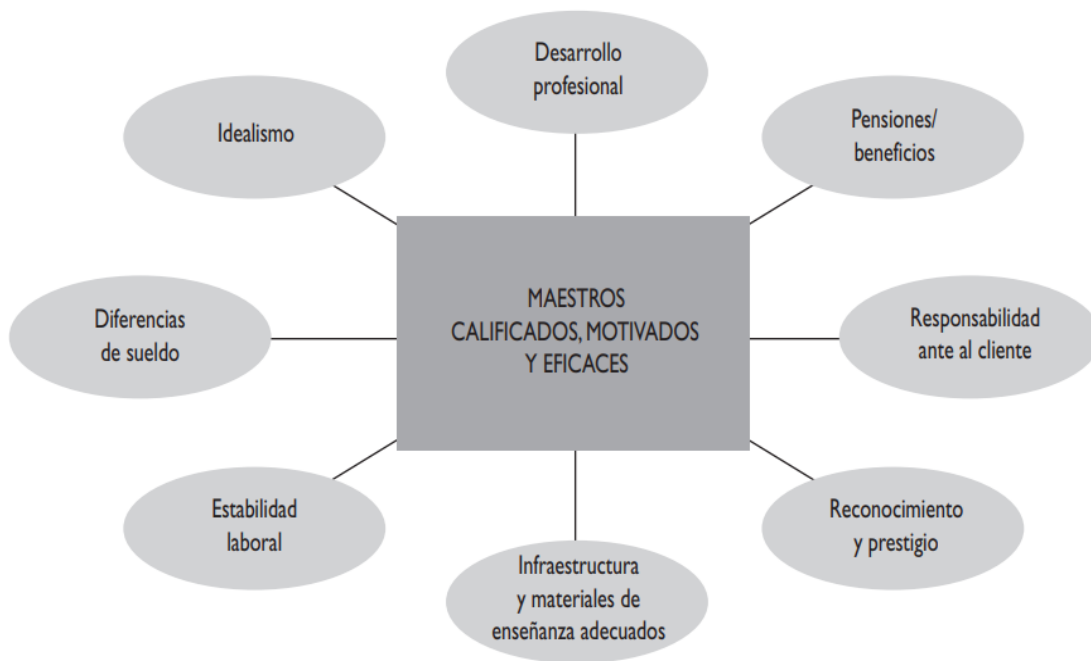 Desarrollo
profesional
Idealismo
Pensiones/
beneficios
MAESTROS
CALIFICADOS, MOTIVADOS
Y EFICACES
Diferencias
de sueldo
Responsabilidad
ante al cliente
Estabilidad
laboral
Reconocimiento
y prestigio
Infraestructura
y materiales de
enseñanza adecuados